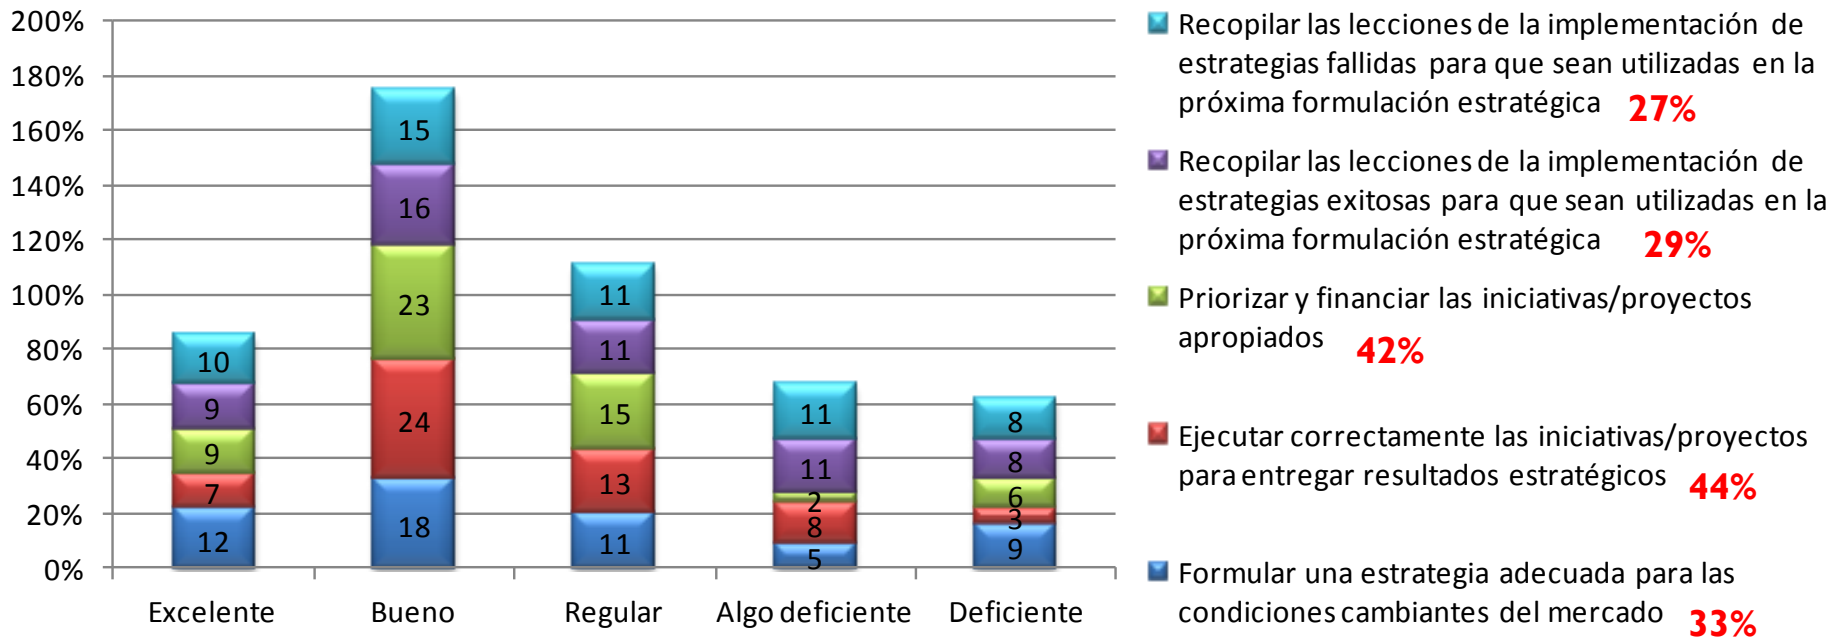 200%
180%
160%
140%
120%
100%
80%
60%
40%
20%
0%
10
9
9
7
12
15
16
23
24
18
11
11
15
13
11
11
11
2
8
5
8
8
6
3
9
Excelente
Bueno
Regular
Algo deficiente
Deficiente
Recopilar las lecciones de la implementación de
estrategias fallidas para que sean utilizadas en la
próxima formulación estratégica 27%
Recopilar las lecciones de la implementación de
estrategias exitosas para que sean utilizadas en la
próxima formulación estratégica 29%
Priorizar y financiar las iniciativas/proyectos
apropiados 42%
Ejecutar correctamente las iniciativas/proyectos
para entregar resultados estratégicos 44%
Formular una estrategia adecuada para las
condiciones cambiantes del mercado 33%